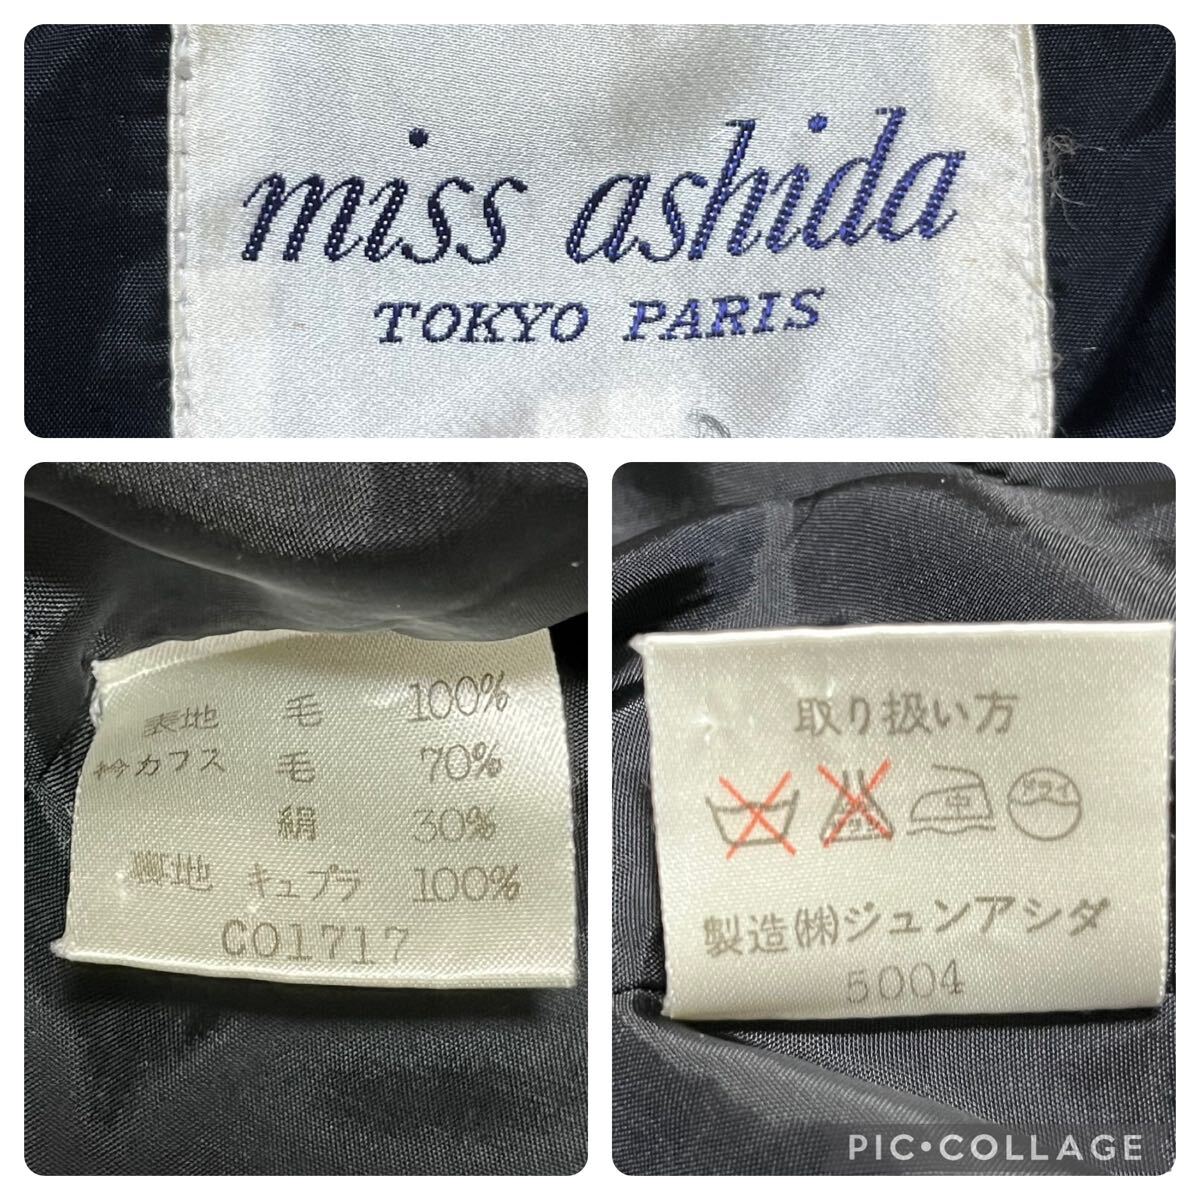 miss ashida
TOKYO PARIS
表地 毛 100%
衿カフス 毛 70%
絹 30%
裏地 キュプラ 100%
CO1717
取り扱い方
中 ドライ
製造(株)ジュンアシダ
5004
PIC•COLLAGE